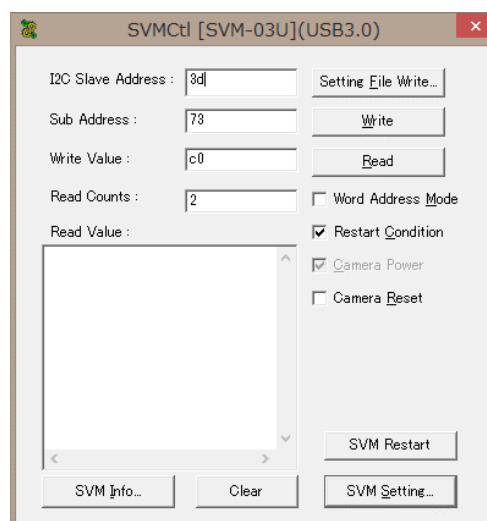 SVMCtl [SVM-03U](USB3.0)
I2C Slave Address : 3d Setting File Write...
Sub Address : 73 Write
Write Value : c0 Read
Read Counts : 2 Word Address Mode
Read Value : Restart Condition
Camera Power
Camera Reset
SVM Restart
SVM Info... Clear SVM Setting...